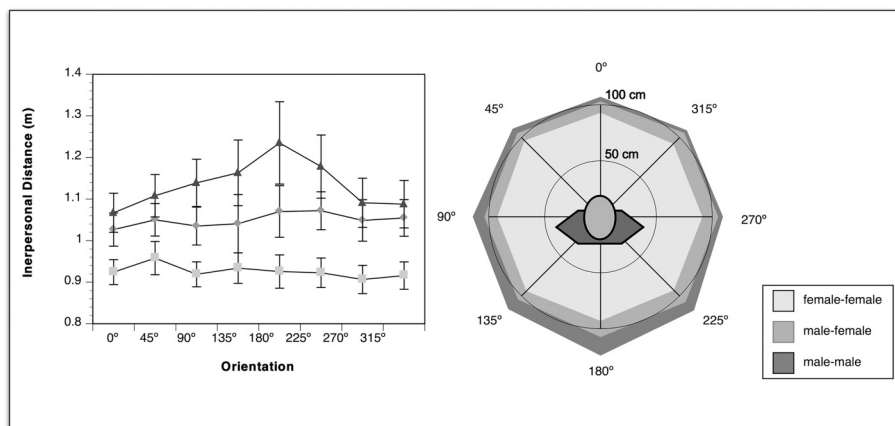 1.4
1.3
1.2
1.1
1
0.9
0.8
Inerpersonal Distance (m)
0º 45º 90º 135º 180º 225º 270º 315º
Orientation
0º
100 cm
45º
315º
50 cm
90º
270º
135º
225º
180º
female-female
male-female
male-male